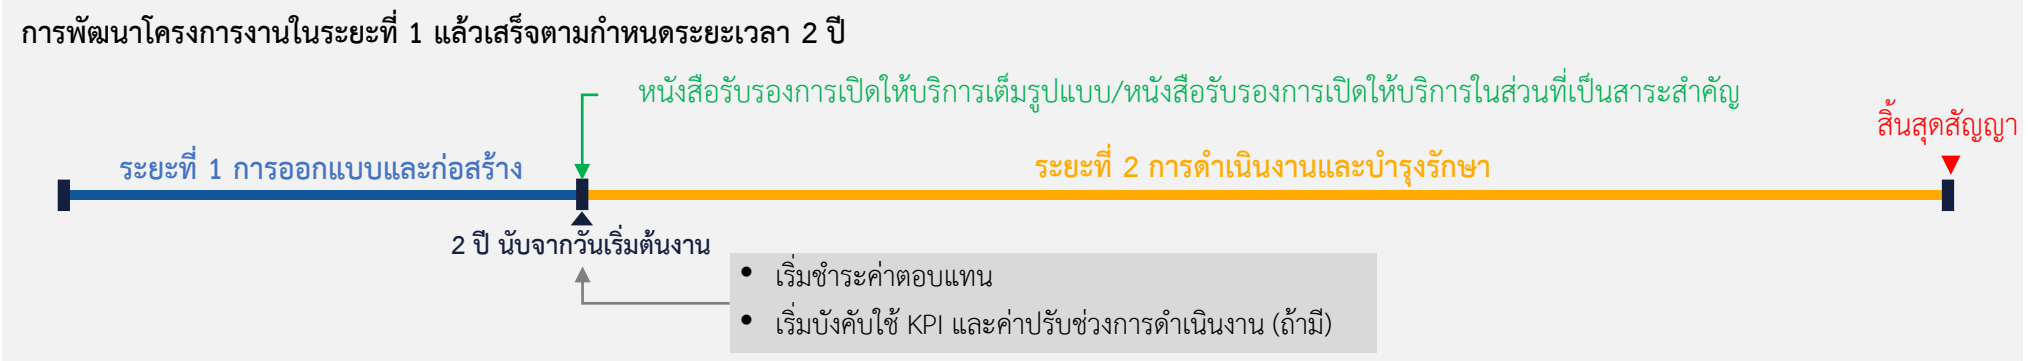 การพัฒนาโครงการงานในระยะที่ 1 แล้วเสร็จตามกำหนดระยะเวลา 2 ปี
หนังสือรับรองการเปิดให้บริการเต็มรูปแบบ/หนังสือรับรองการเปิดให้บริการในส่วนที่เป็นสาระสำคัญ
สิ้นสุดสัญญา
ระยะที่ 1 การออกแบบและก่อสร้าง
ระยะที่ 2 การดำเนินงานและบำรุงรักษา
2 ปี นับจากวันเริ่มต้นงาน
• เริ่มชำระค่าตอบแทน
• เริ่มบังคับใช้ KPI และค่าปรับช่วงการดำเนินงาน (ถ้ามี)